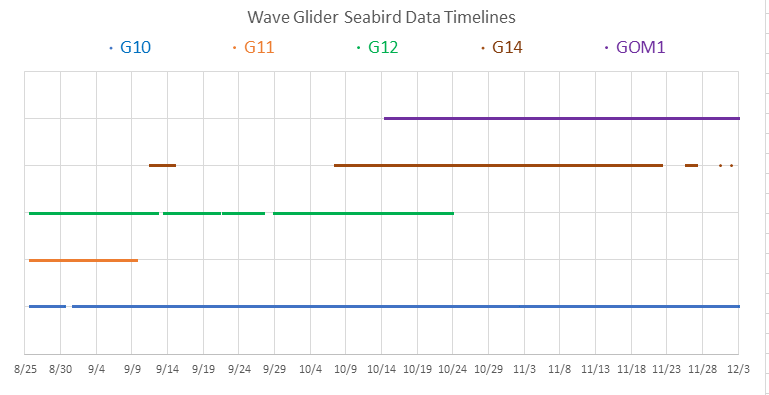 Wave Glider Seabird Data Timelines
G10 G11 G12 G14 GOM1
8/25 8/30 9/4 9/9 9/14 9/19 9/24 9/29 10/4 10/9 10/14 10/19 10/24 10/29 11/3 11/8 11/13 11/18 11/23 11/28 12/3